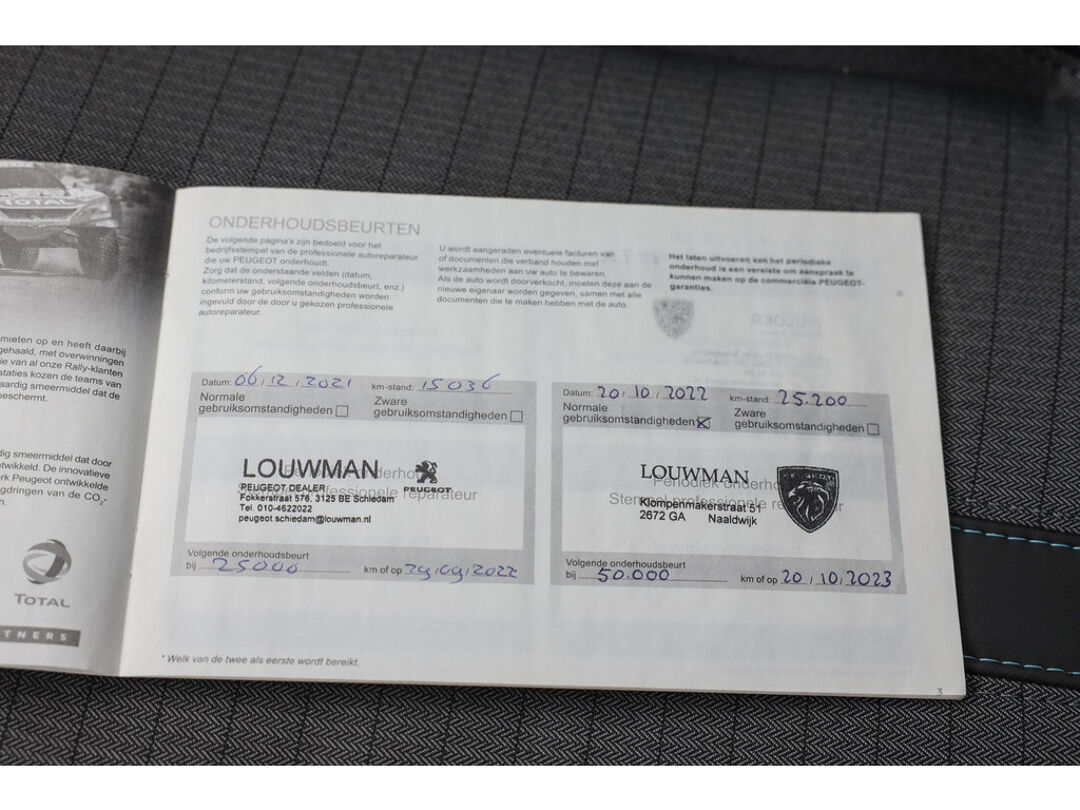 TOTAL
mieten op en heeft daarbij
gehaald, met overwinningen
ie van al onze Rally-klanten
staties kozen de teams van
aardig smeermiddel dat de
beschermt.
dig smeermiddel dat door
twikkeld. De innovatieve
erk Peugeot ontwikkelde
gdringen van de CO2-
n.
TOTAL
TNERS
ONDERHOUDSBEURTEN
De volgende pagina's zijn bedoeld voor het
bedrijfsstempel van de professionele autoreparateur
die uw PEUGEOT onderhoudt.
Zorg dat de onderstaande velden (datum,
kilometerstand, volgende onderhoudsbeurt, enz.)
conform uw gebruiksomstandigheden worden
ingevuld door de door u gekozen professionele
autoreparateur.
U wordt aangeraden eventuele facturen van
of documenten die verband houden met
werkzaamheden aan uw auto te bewaren.
Als de auto wordt doorverkocht, moeten deze aan de
nieuwe eigenaar worden gegeven, samen met alle
documenten die te maken hebben met de auto.
Het laten uitvoeren van het periodieke
onderhoud is een vereiste om aanspraak te
kunnen maken op de commerciële PEUGEOT-
garanties.
Datum: 06, 12, 2021 km-stand: 15036
Normale
gebruiksomstandigheden
Zware
gebruiksomstandigheden
LOUWMAN
PEUGEOT DEALER
Fokkerstraat 576, 3125 BE Schiedam
Tel. 010-4622022
peugeot.schiedam@louwman.nl
PEUGEOT
Volgende onderhoudsbeurt
bij 25000 km of op 29/09/2022
Datum: 20, 10, 2022 km-stand: 25.200
Normale
gebruiksomstandigheden
Zware
gebruiksomstandigheden
LOUWMAN
Klompenmakerstraat 51
2672 GA Naaldwijk
Volgende onderhoudsbeurt
bij 50.000 km of op 20, 10, 2023
* Welk van de twee als eerste wordt bereikt.
3